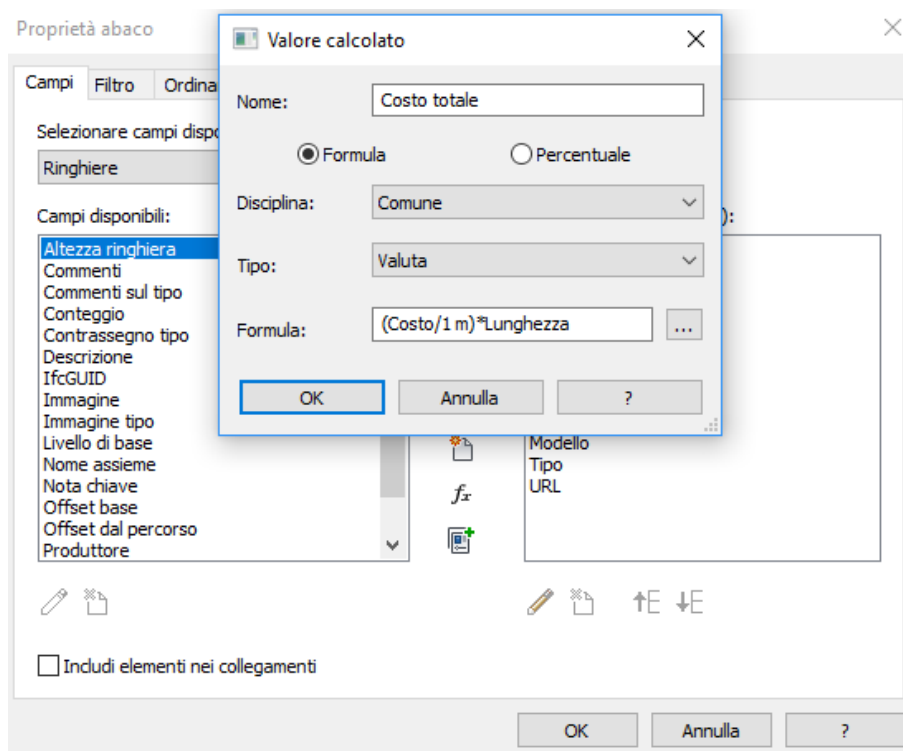 Proprietà abaco
Valore calcolato
Campi Filtro Ordina
Nome: Costo totale
Selezionare campi dispo
Formula Percentuale
Ringhiere
Disciplina: Comune
Campi disponibili: ):
Tipo: Valuta
Formula: (Costo/1 m)*Lunghezza ...
OK Annulla ?
Altezza ringhiera
Commenti
Commenti sul tipo
Conteggio
Contrassegno tipo
Descrizione
IfcGUID
Immagine
Immagine tipo
Livello di base
Nome assieme
Nota chiave
Offset base
Offset dal percorso
Produttore
fx
Modello
Tipo
URL
Includi elementi nei collegamenti
OK Annulla ?